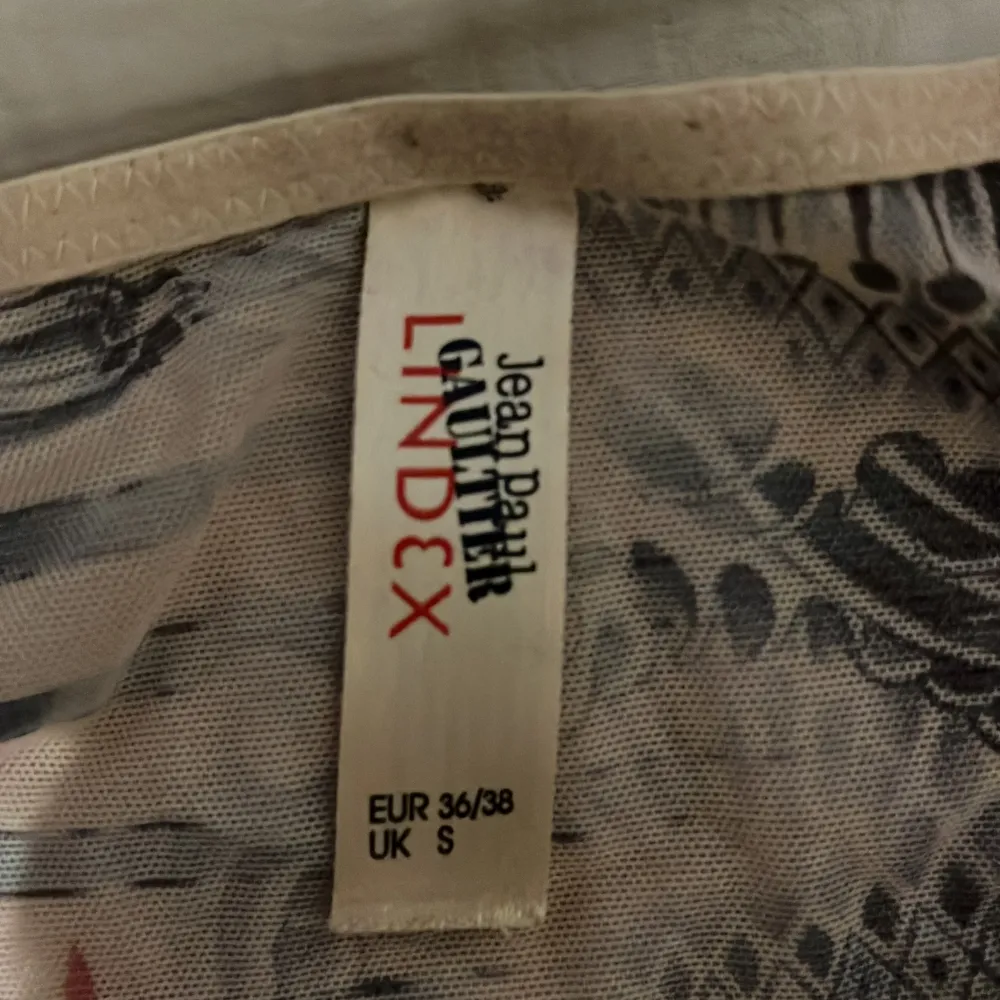 Jean Paul
GAULTIER
LINDEX
EUR 36/38
UK S